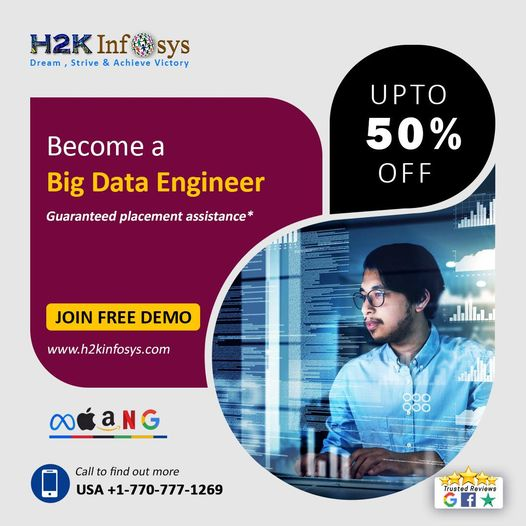 H2K Infosys
Dream , Strive & Achieve Victory
UPTO
50%
OFF
Become a
Big Data Engineer
Guaranteed placement assistance*
JOIN FREE DEMO
www.h2kinfosys.com
a N G
Call to find out more
USA +1-770-777-1269
Trusted Reviews
G f